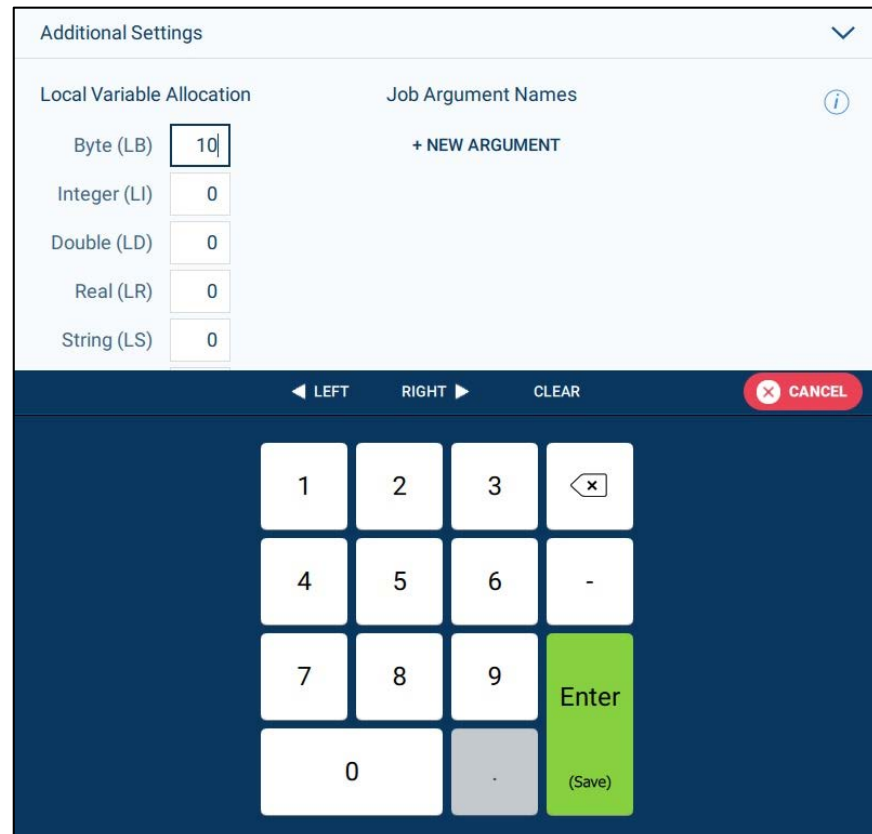 Additional Settings
Local Variable Allocation Job Argument Names i
Byte (LB) 10 + NEW ARGUMENT
Integer (LI) 0
Double (LD) 0
Real (LR) 0
String (LS) 0
LEFT RIGHT CLEAR CANCEL
1 2 3
4 5 6 -
7 8 9 Enter
0 . (Save)